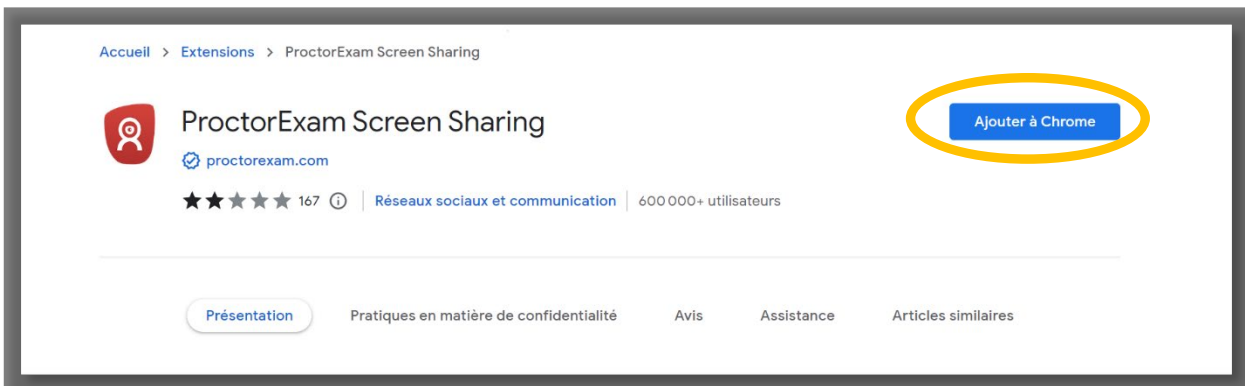 Accueil > Extensions > ProctorExam Screen Sharing
ProctorExam Screen Sharing
Ajouter à Chrome
proctorexam.com
167 Réseaux sociaux et communication 600 000+ utilisateurs
Présentation Pratiques en matière de confidentialité Avis Assistance Articles similaires